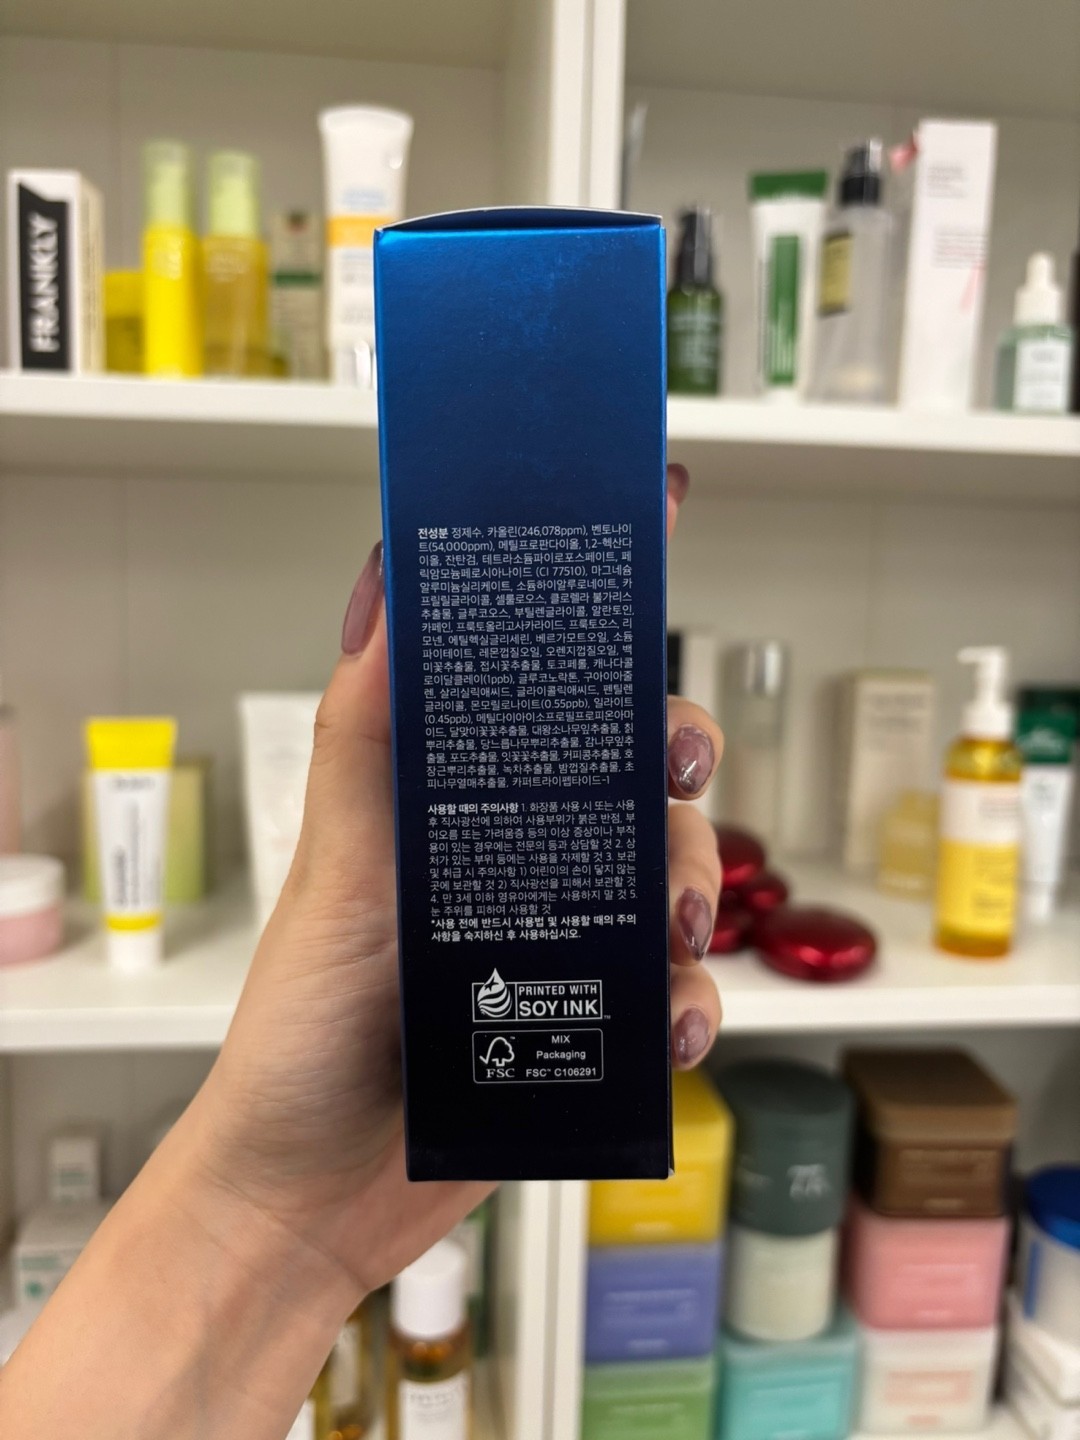 FRANKLY
전성분 정제수, 카올린(246,078ppm), 벤토나이
트(54,000ppm), 메틸프로판다이올, 1,2-헥산다
이올, 잔탄검, 테트라소듐파이로포스페이트, 페
릭암모늄페로시아나이드 (CI 77510), 마그네슘
알루미늄실리케이트, 소듐하이알루로네이트, 카
프릴릴글라이콜, 셀룰로오스, 클로렐라 불가리스
추출물, 글루코오스, 부틸렌글라이콜, 알란토인,
카페인, 프룩토올리고사카라이드, 프룩토오스, 리
모넨, 에틸헥실글리세린, 베르가모트오일, 소듐
파이테이트, 레몬껍질오일, 오렌지껍질오일, 백
미꽃추출물, 접시꽃추출물, 토코페롤, 캐나다콜
로이달클레이(1ppb), 글루코노락톤, 구아이아줄
렌, 살리실릭애씨드, 글라이콜릭애씨드, 펜틸렌
글라이콜, 몬모릴로나이트(0.55ppb), 일라이트
(0.45ppb), 메틸다이아이소프로필프로피온아마
이드, 달맞이꽃꽃추출물, 대왕소나무잎추출물, 칡
뿌리추출물, 당느릅나무뿌리추출물, 감나무잎추
출물, 포도추출물, 잇꽃꽃추출물, 커피콩추출물, 호
장근뿌리추출물, 녹차추출물, 밤껍질추출물, 초
피나무열매추출물, 카퍼트라이펩타이드-1
사용할 때의 주의사항 1. 화장품 사용 시 또는 사용
후 직사광선에 의하여 사용부위가 붉은 반점, 부
어오름 또는 가려움증 등의 이상 증상이나 부작
용이 있는 경우에는 전문의 등과 상담할 것 2. 상
처가 있는 부위 등에는 사용을 자제할 것 3. 보관
및 취급 시 주의사항 1) 어린이의 손이 닿지 않는
곳에 보관할 것 2) 직사광선을 피해서 보관할 것
4. 만 3세 이하 영유아에게는 사용하지 말 것 5.
눈 주위를 피하여 사용할 것
*사용 전에 반드시 사용법 및 사용할 때의 주의
사항을 숙지하신 후 사용하십시오.
PRINTED WITH
SOY INK™
MIX
Packaging
FSC™ C106291
FSC™